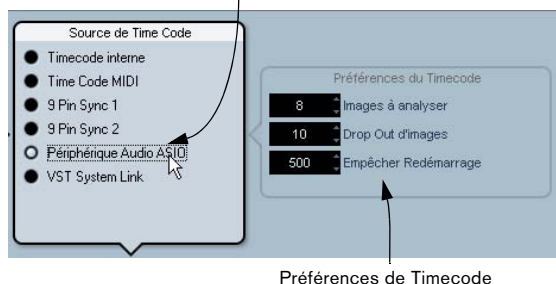 Source de Time Code
Timecode interne
Time Code MIDI
9 Pin Sync 1
9 Pin Sync 2
Périphérique Audio ASIO
VST System Link
Préférences du Timecode
8 Images à analyser
10 Drop Out d'images
500 Empêcher Redémarrage
Préférences de Timecode